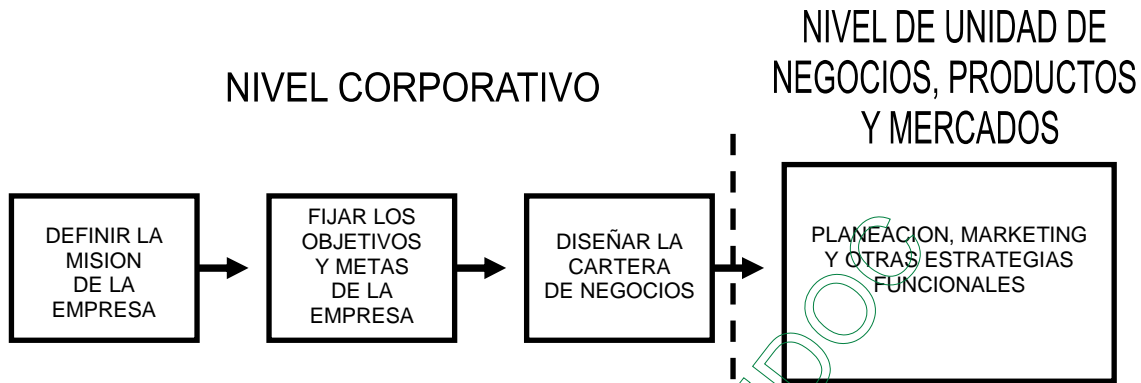 NIVEL CORPORATIVO
NIVEL DE UNIDAD DE
NEGOCIOS, PRODUCTOS
Y MERCADOS
DEFINIR LA
MISION
DE LA
EMPRESA
FIJAR LOS
OBJETIVOS
Y METAS
DE LA
EMPRESA
DISEÑAR LA
CARTERA
DE NEGOCIOS
PLANEACION, MARKETING
Y OTRAS ESTRATEGIAS
FUNCIONALES